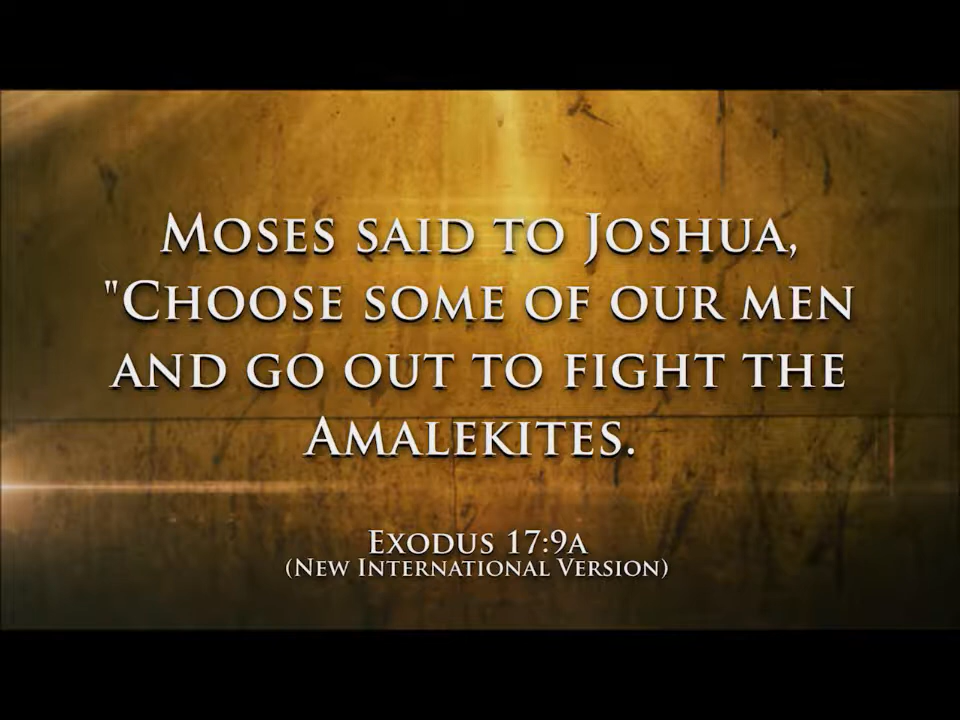 Moses said to Joshua,
"Choose some of our men
and go out to fight the
Amalekites.
Exodus 17:9a
(New International Version)